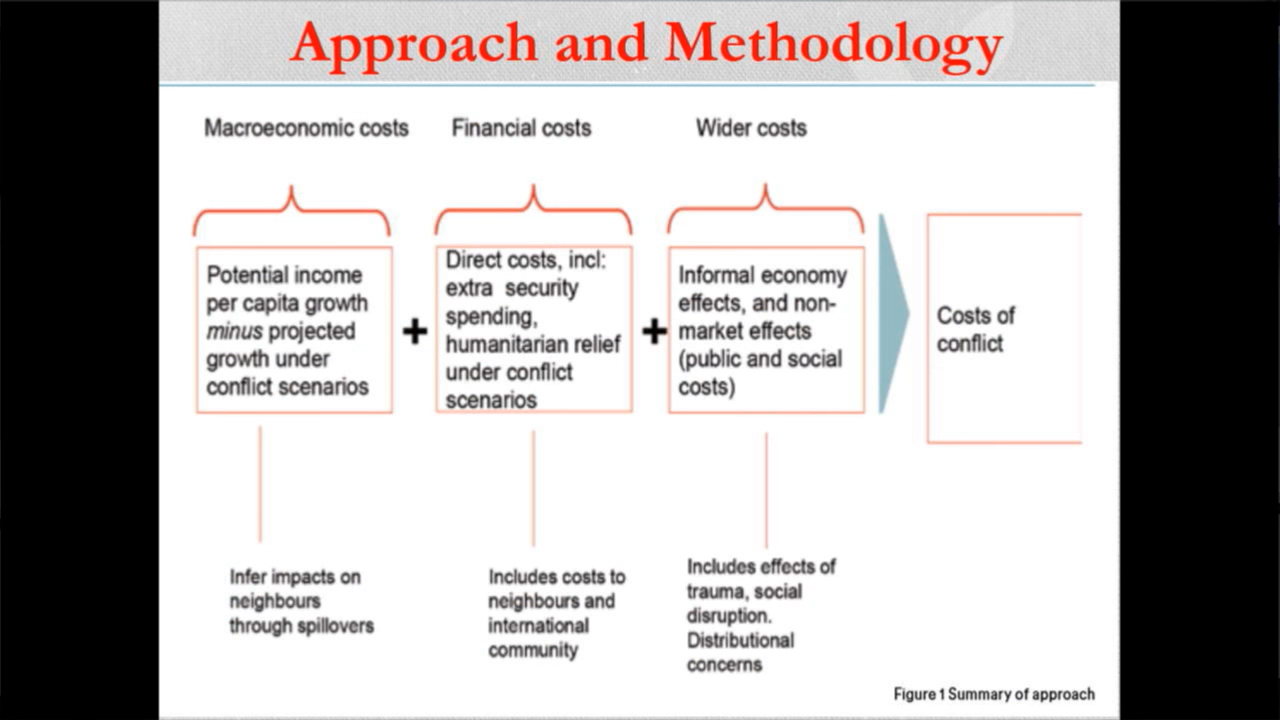 Approach and Methodology
Macroeconomic costs
Financial costs
Wider costs
Potential income
per capita growth
minus projected
growth under
conflict scenarios
+
Direct costs, incl:
extra security
spending,
humanitarian relief
under conflict
scenarios
+
Informal economy
effects, and non-
market effects
(public and social
costs)
Costs of
conflict
Infer impacts on
neighbours
through spillovers
Includes costs to
neighbours and
international
community
Includes effects of
trauma, social
disruption.
Distributional
concerns
Figure 1 Summary of approach